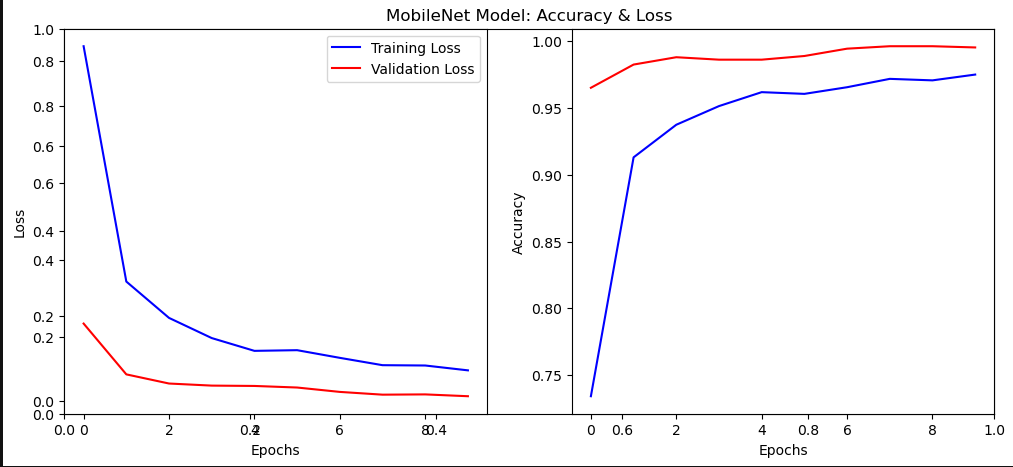 MobileNet Model: Accuracy & Loss
Training Loss
Validation Loss
Loss
1.0
0.8
0.8
0.6
0.6
0.4
0.4
0.2
0.2
0.0
0.0
0.0 0 2 0.2 4 6 8 0.4
Epochs
Accuracy
1.00
0.95
0.90
0.85
0.80
0.75
0 0.6 2 4 0.8 6 8 1.0
Epochs